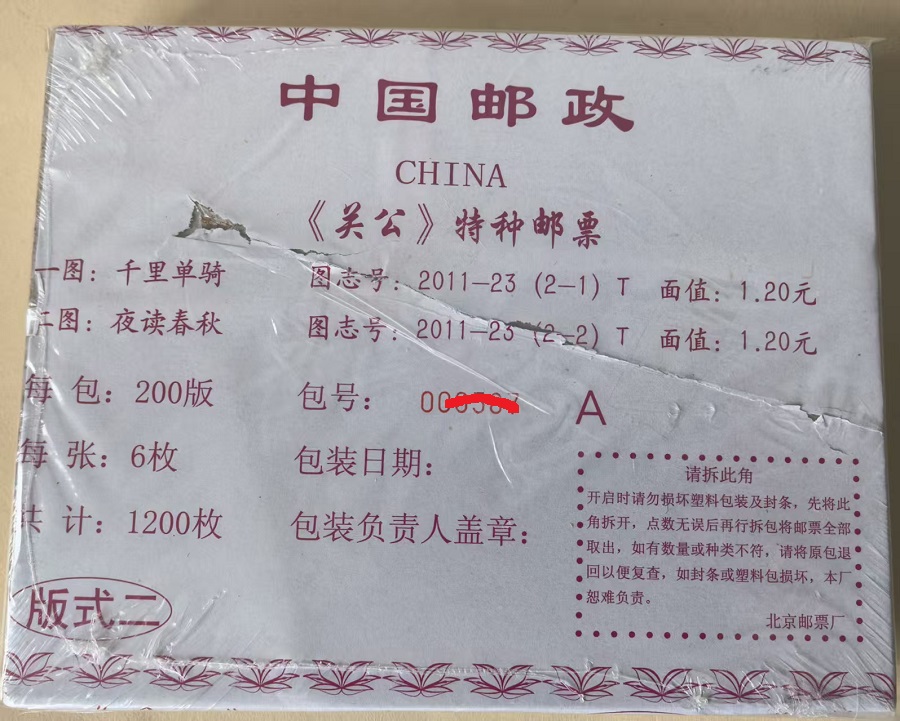 中国邮政
CHINA
《关公》特种邮票
一图：千里单骑 图志号：2011—23 (2—1) T 面值：1.20元
二图：夜读春秋 图志号：2011—23 (2—2) T 面值：1.20元
每 包：200版 包号： A
每 张：6枚 包装日期：
共 计：1200枚 包装负责人盖章：
版式二
请拆此角
开启时请勿损坏塑料包装及封条，先将此
角拆开，点数无误后再行拆包将邮票全部
取出，如有数量或种类不符，请将原包退
回以便复查，如封条或塑料包损坏，本厂
恕难负责。
北京邮票厂